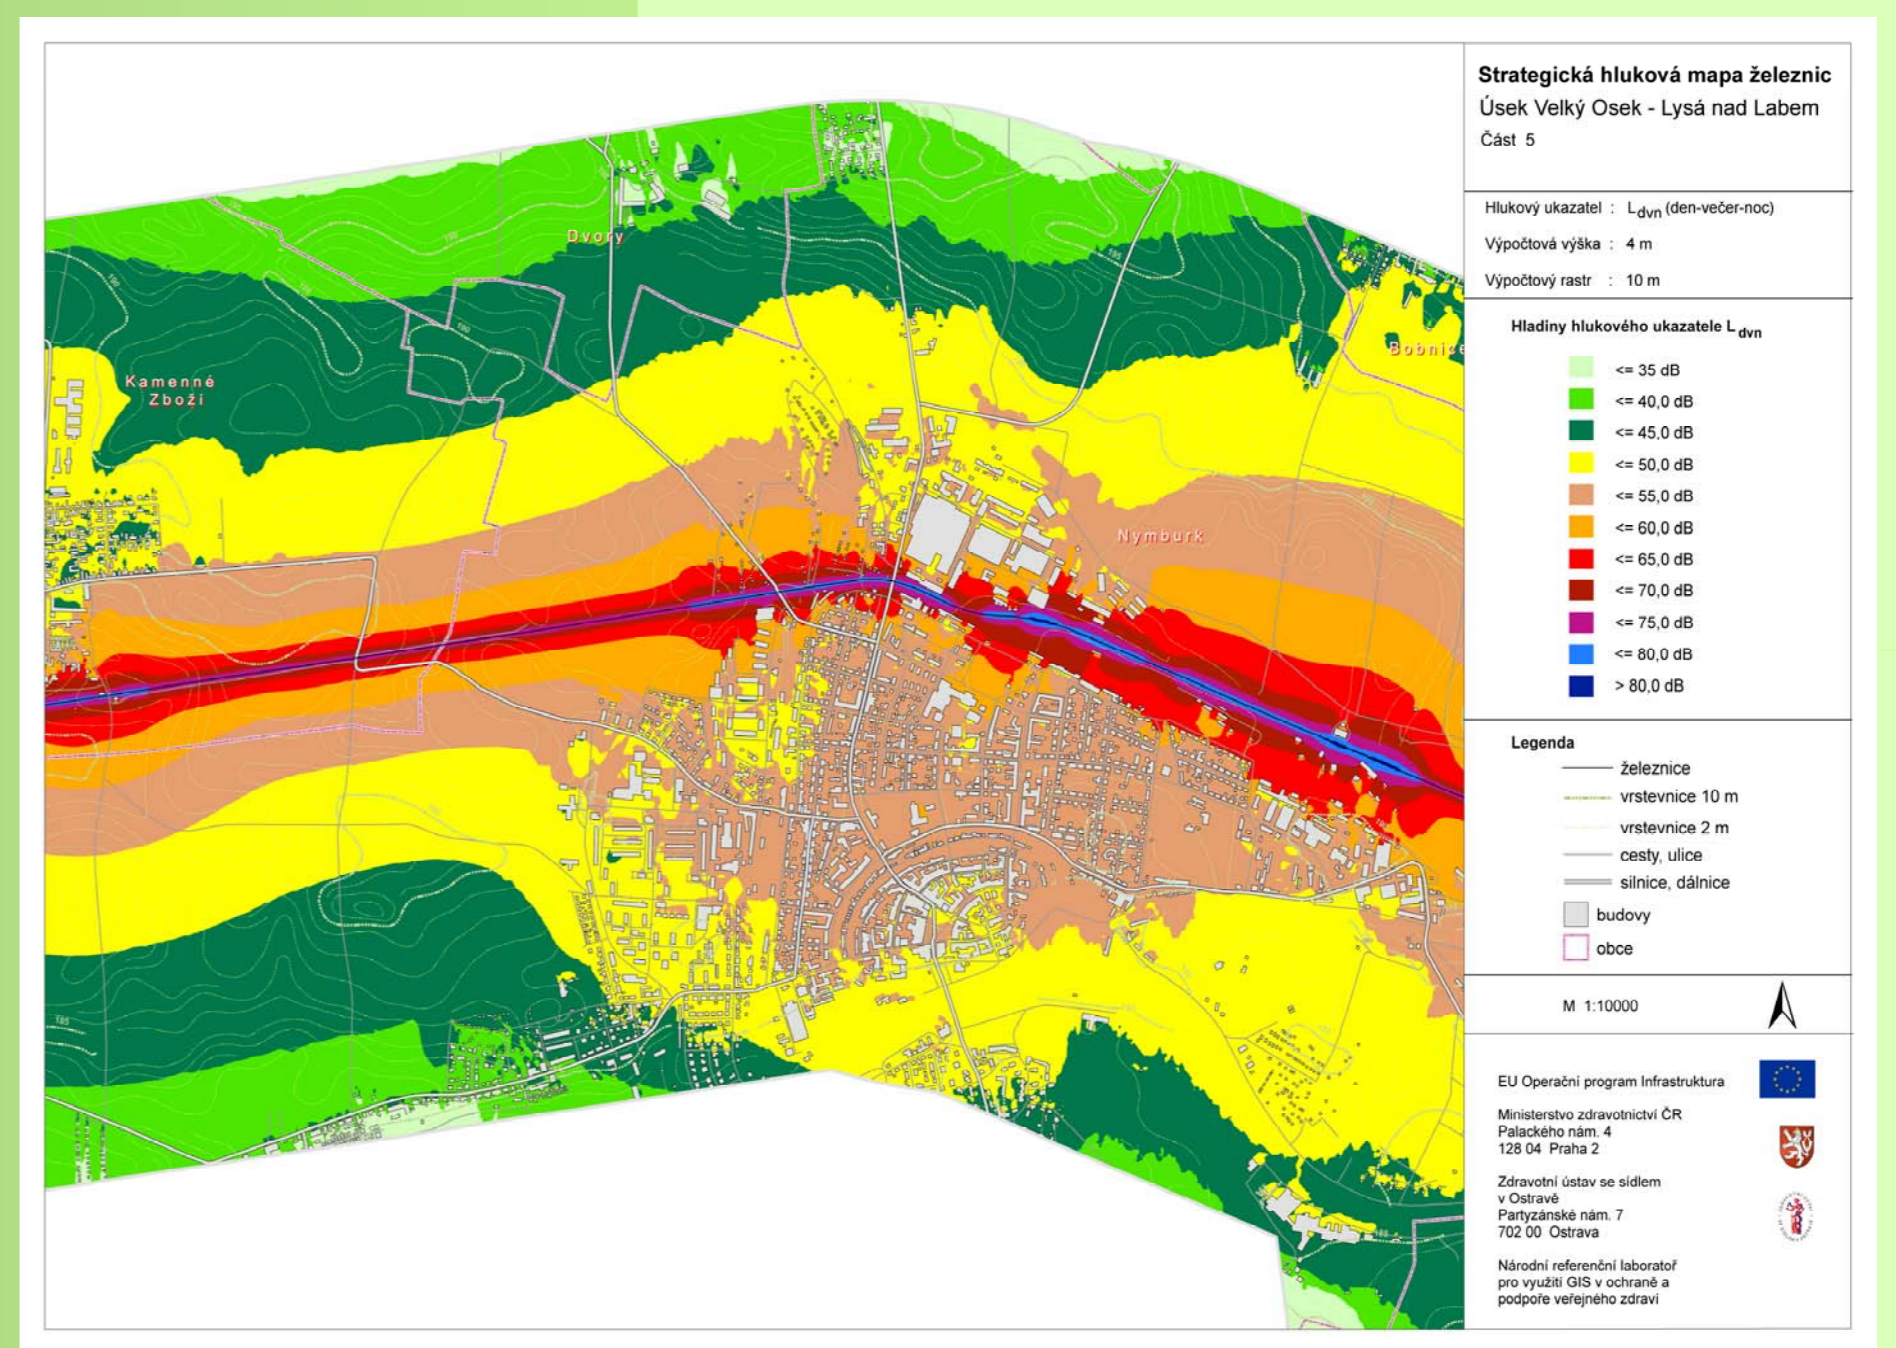 Strategická hluková mapa železnic
Úsek Velký Osek - Lysá nad Labem
Část 5
Hlukový ukazatel : Ldvn (den-večer-noc)
Výpočtová výška : 4 m
Výpočtový rastr : 10 m
Hladiny hlukového ukazatele Ldvn
<= 35 dB
<= 40,0 dB
<= 45,0 dB
<= 50,0 dB
<= 55,0 dB
<= 60,0 dB
<= 65,0 dB
<= 70,0 dB
<= 75,0 dB
<= 80,0 dB
> 80,0 dB
Legenda
železnice
vrstevnice 10 m
vrstevnice 2 m
cesty, ulice
silnice, dálnice
budovy
obce
M 1:10000
EU Operační program Infrastruktura
Ministerstvo zdravotnictví ČR
Palackého nám. 4
128 04 Praha 2
Zdravotní ústav se sídlem
v Ostravě
Partyzánské nám. 7
702 00 Ostrava
Národní referenční laboratoř
pro využití GIS v ochraně a
podpoře veřejného zdraví
Dvory
Kamenné
Zboží
Bobnice
Nymburk
190
195
190
185